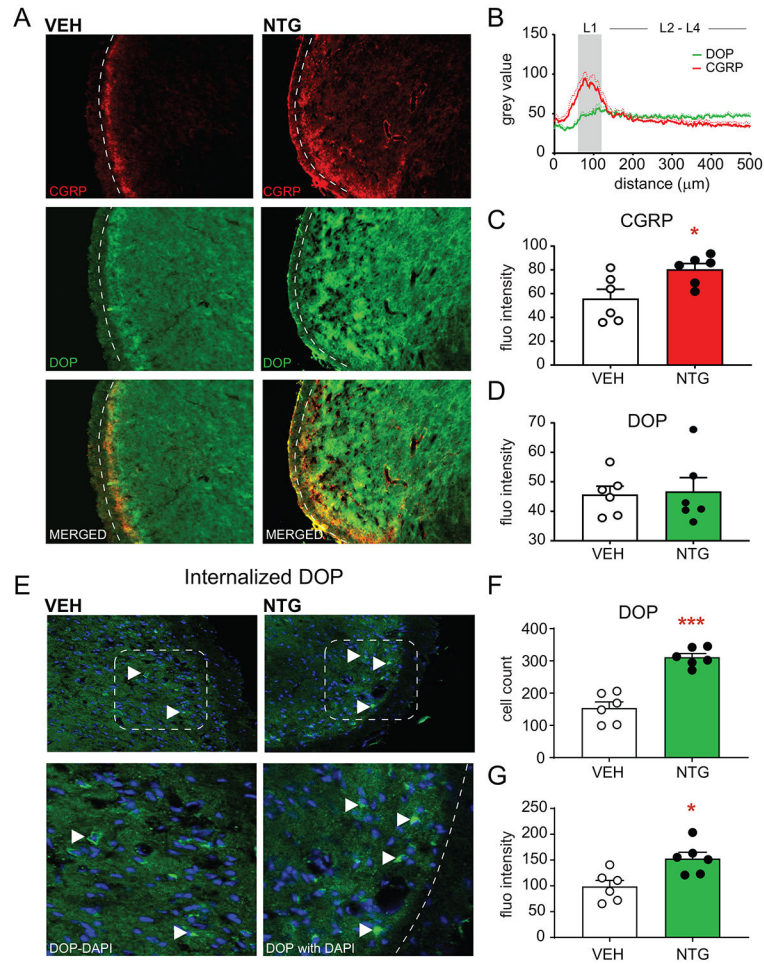 A
VEH
NTG
CGRP
CGRP
DOP
DOP
MERGED
MERGED
B
L1
L2 - L4
DOP
CGRP
grey value
150
100
50
0
0
100
200
300
400
500
distance (μm)
C
CGRP
*
fluo intensity
100
80
60
40
20
0
VEH
NTG
D
DOP
fluo intensity
70
60
50
40
30
VEH
NTG
Internalized DOP
E
VEH
NTG
DOP-DAPI
DOP with DAPI
F
DOP
***
cell count
400
300
200
100
0
VEH
NTG
G
*
fluo intensity
250
200
150
100
50
0
VEH
NTG